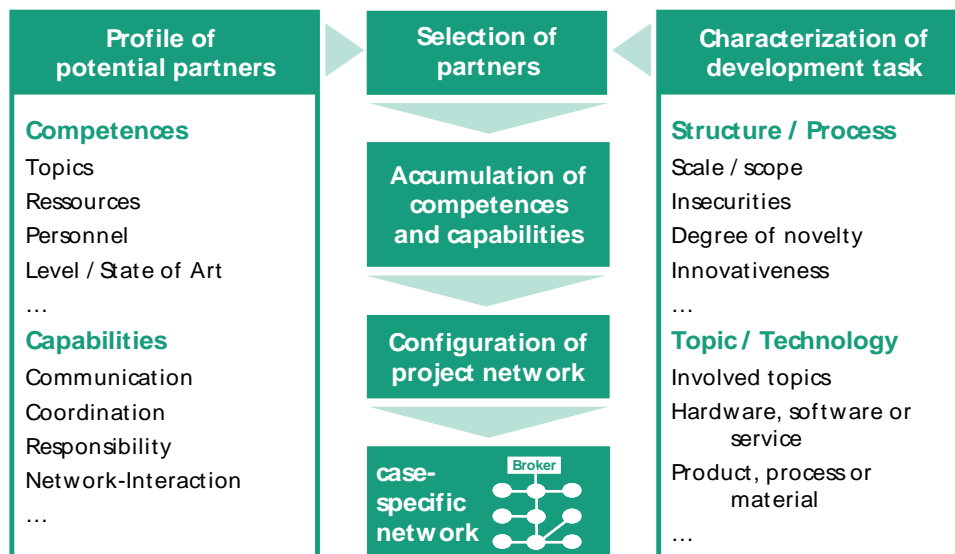 Profile of
potential partners
Competences
Topics
Ressources
Personnel
Level / State of Art
…
Capabilities
Communication
Coordination
Responsibility
Network-Interaction
…
Selection of
partners
Accumulation of
competences
and capabilities
Configuration of
project network
case-
specific
network
Broker
Characterization of
development task
Structure / Process
Scale / scope
Insecurities
Degree of novelty
Innovativeness
…
Topic / Technology
Involved topics
Hardware, software or
service
Product, process or
material
…